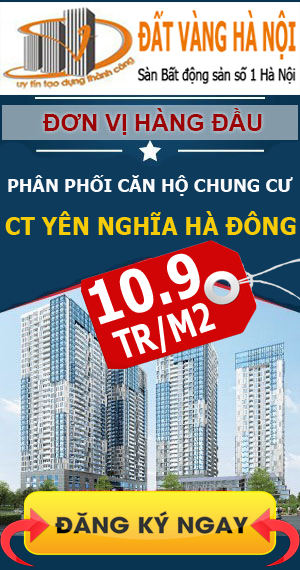 ĐẤT VÀNG HÀ NỘI
uy tín tạo dựng thành công
Sàn Bất động sản số 1 Hà Nội
ĐƠN VỊ HÀNG ĐẦU
PHÂN PHỐI CĂN HỘ CHUNG CƯ
CT YÊN NGHĨA HÀ ĐÔNG
10.9
TR/M2
ĐĂNG KÝ NGAY